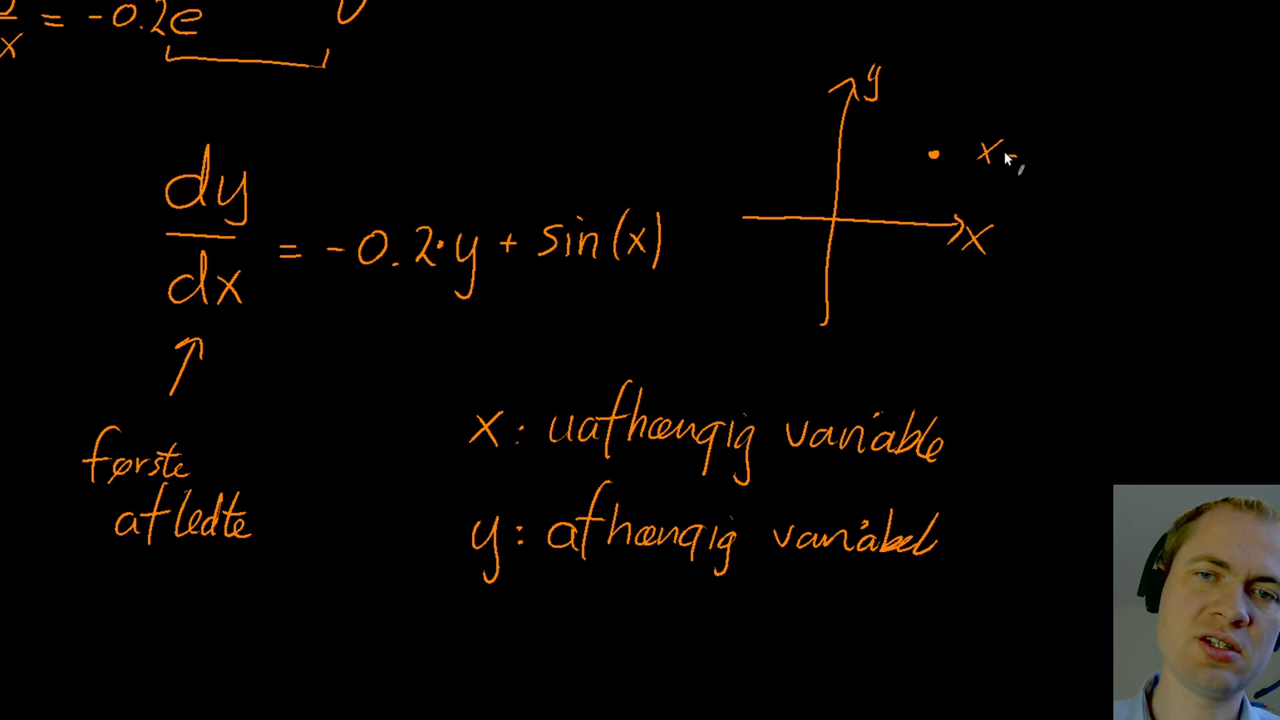 = -0.2e
x
y
x
dy
dx
= -0.2·y + sin(x)
x
første
afledte
x: uafhængig variable
y: afhængig variabel